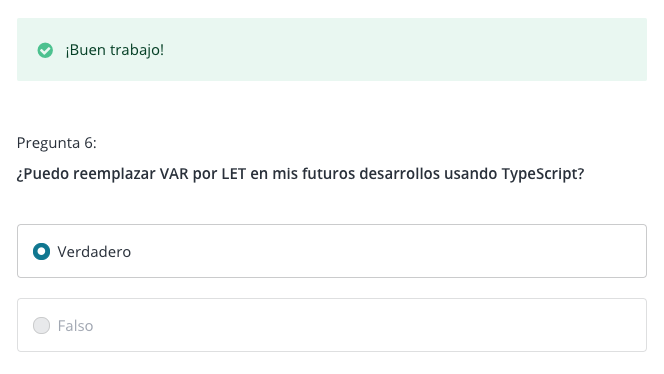 ¡Buen trabajo!
Pregunta 6:
¿Puedo reemplazar VAR por LET en mis futuros desarrollos usando TypeScript?
Verdadero
Falso